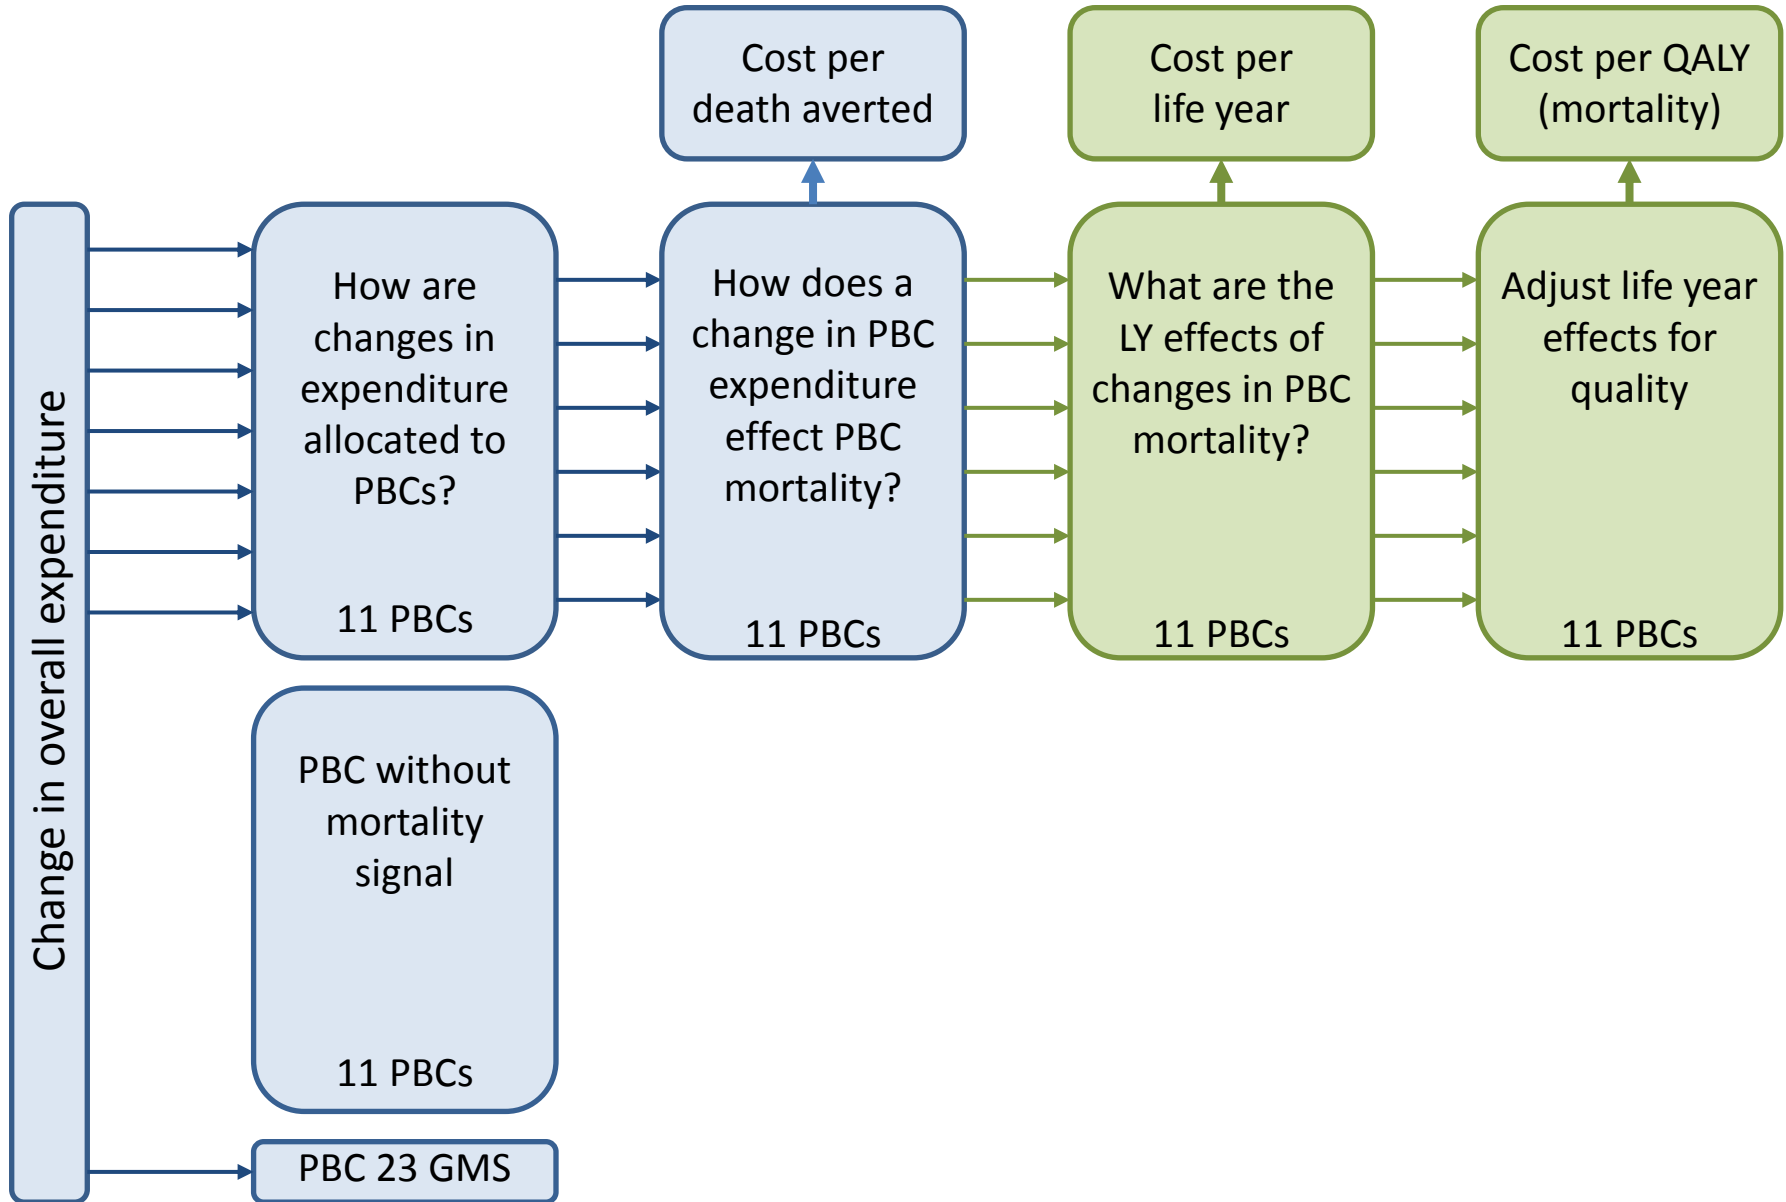 Cost per
death averted
Cost per
life year
Cost per QALY
(mortality)
Change in overall expenditure
How are
changes in
expenditure
allocated to
PBCs?
11 PBCs
How does a
change in PBC
expenditure
effect PBC
mortality?
11 PBCs
What are the
LY effects of
changes in PBC
mortality?
11 PBCs
Adjust life year
effects for
quality
11 PBCs
PBC without
mortality
signal
11 PBCs
PBC 23 GMS